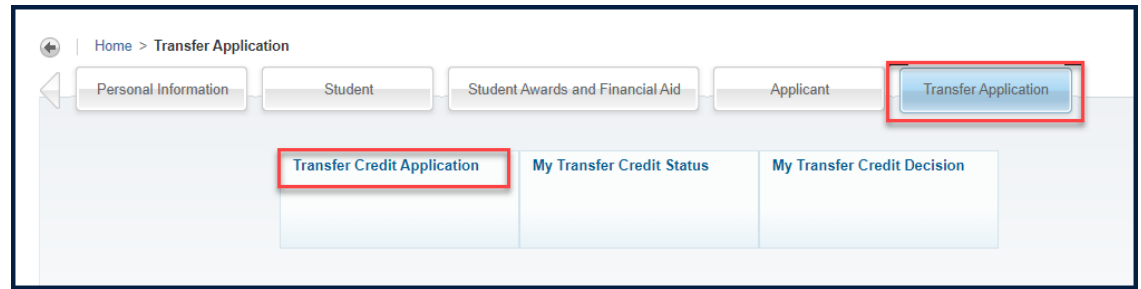 Home > Transfer Application
Personal Information Student Student Awards and Financial Aid Applicant Transfer Application
Transfer Credit Application My Transfer Credit Status My Transfer Credit Decision